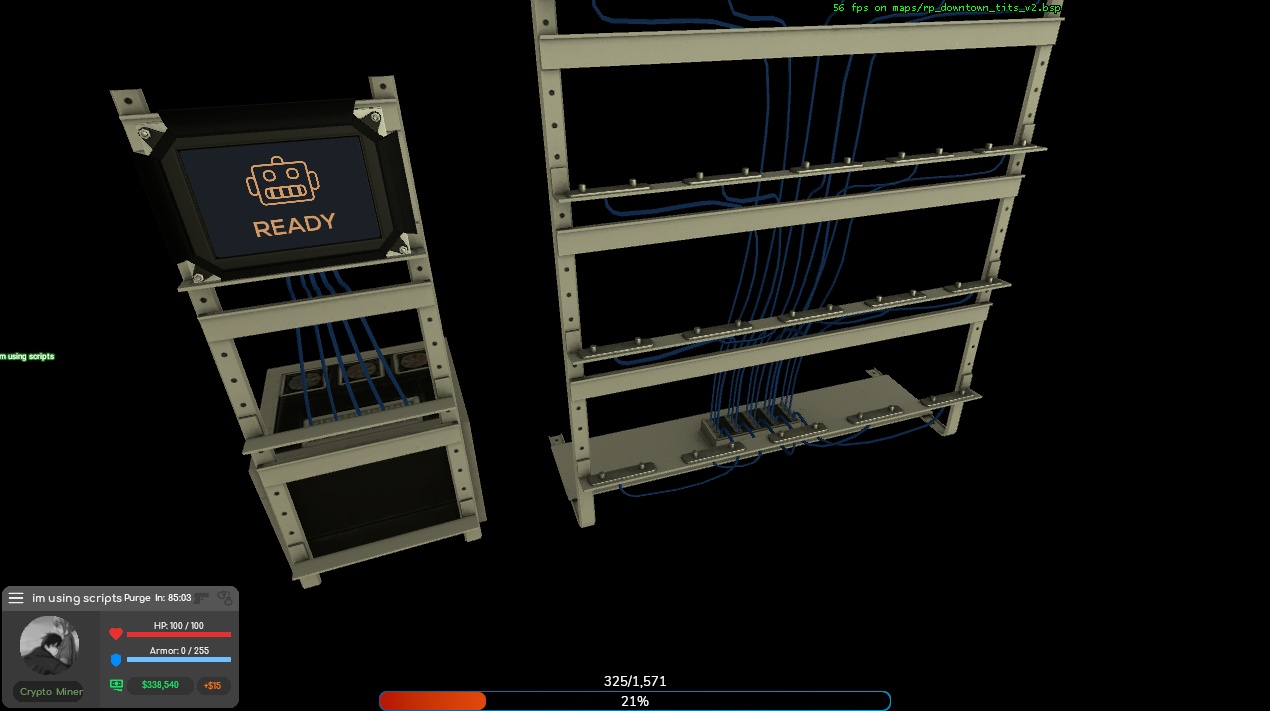 56 fps on maps/rp_downtown_tits_v2.bsp
READY
m using scripts
im using scripts Purge In: 85:03
HP: 100 / 100
Armor: 0 / 255
Crypto Miner
$338,540
+$15
325/1,571
21%